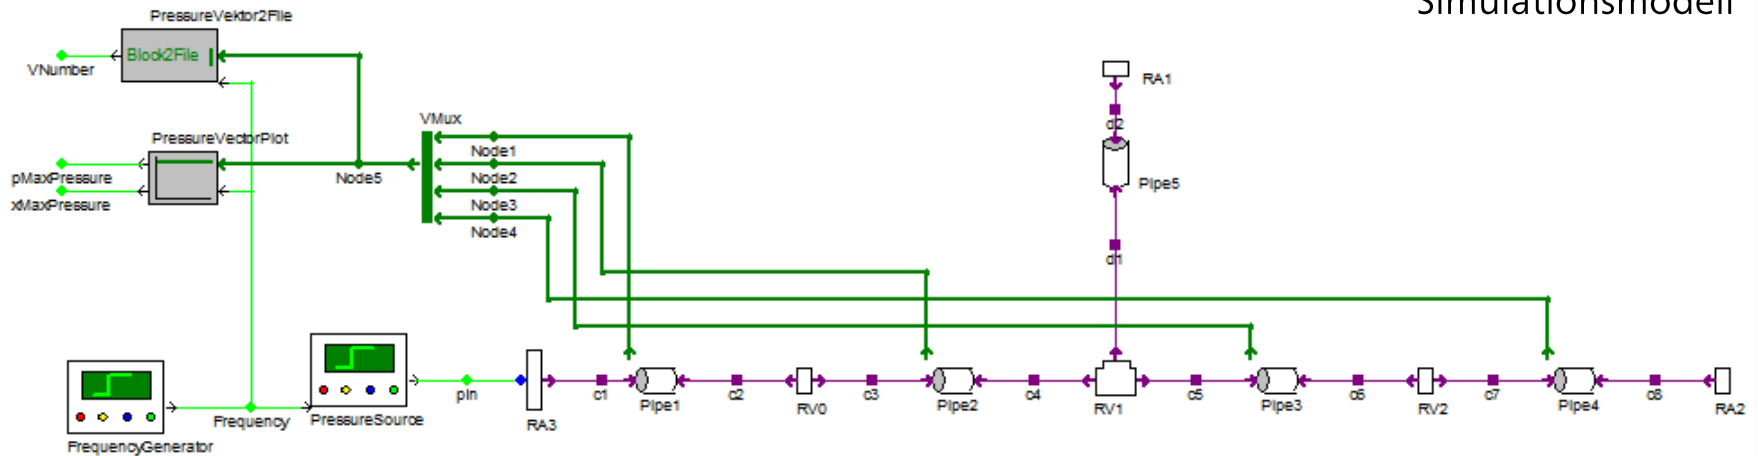 Simulationsmodell
PressureVektor2File
Block2File
VNumber
RA1
VMux
d2
PressureVectorPlot
Node1
pMaxPressure
Node5
Node2
Pipe5
xMaxPressure
Node3
Node4
d1
pin
c1
c2
c3
c4
c5
c6
c7
c8
Pipe1
RV0
Pipe2
RV1
Pipe3
RV2
Pipe4
RA2
Frequency
PressureSource
RA3
FrequencyGenerator